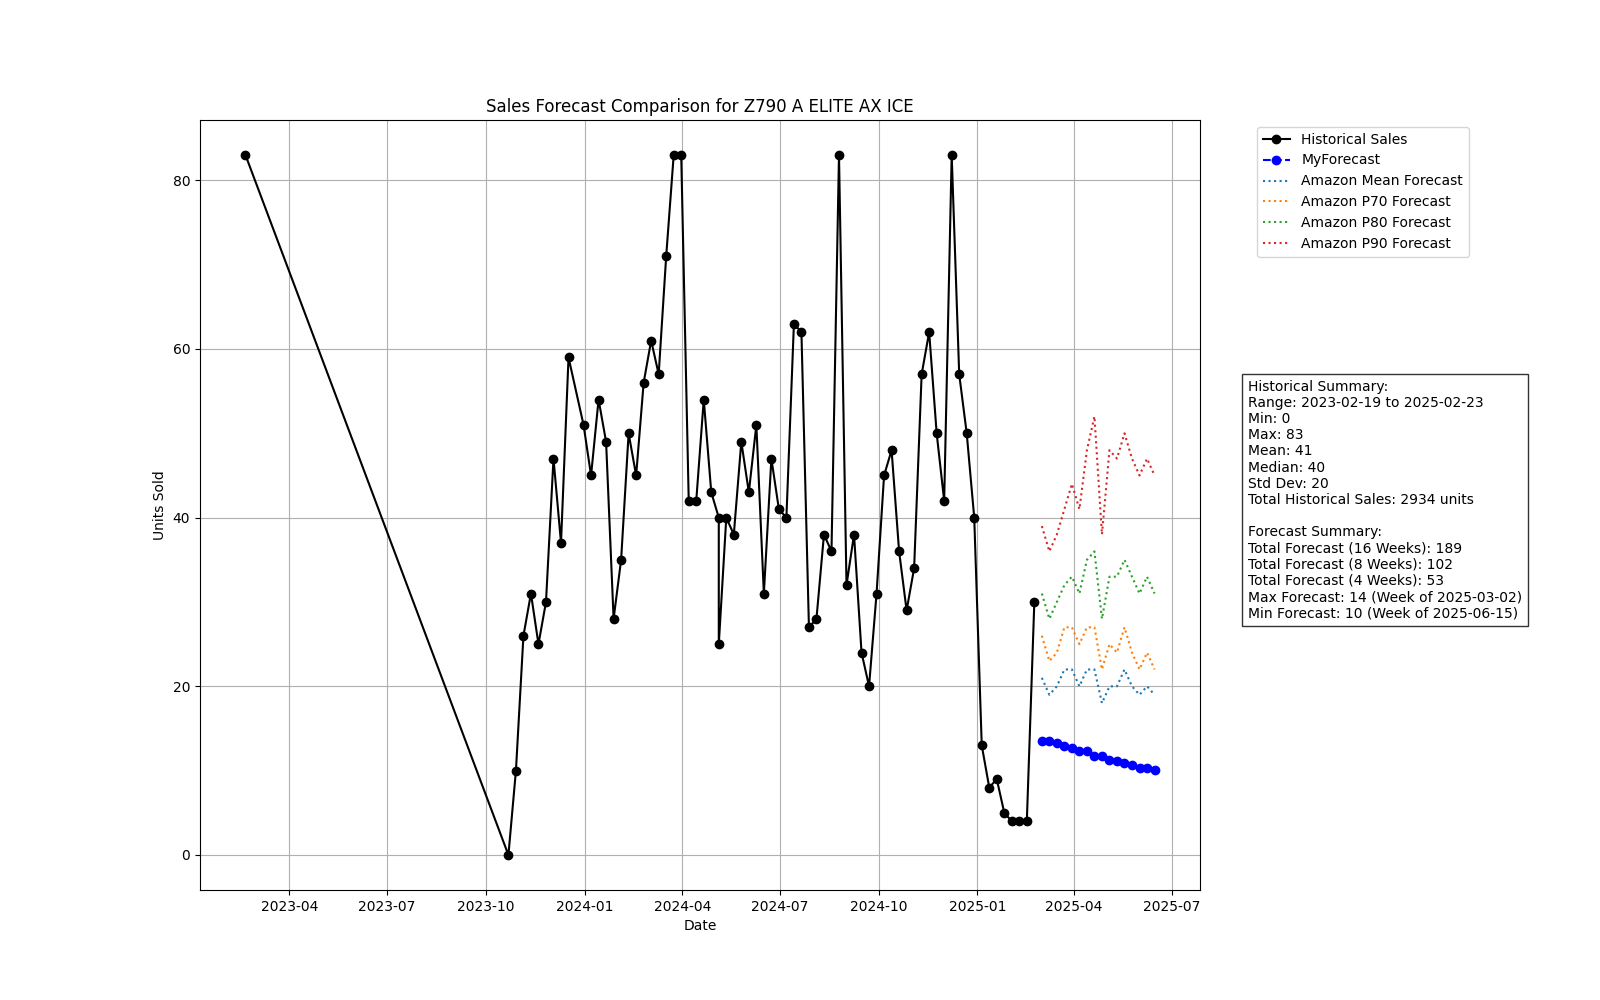 Sales Forecast Comparison for Z790 A ELITE AX ICE
Units Sold
80
60
40
20
0
2023-04
2023-07
2023-10
2024-01
2024-04
2024-07
2024-10
2025-01
2025-04
2025-07
Date
Historical Sales
MyForecast
Amazon Mean Forecast
Amazon P70 Forecast
Amazon P80 Forecast
Amazon P90 Forecast
Historical Summary:
Range: 2023-02-19 to 2025-02-23
Min: 0
Max: 83
Mean: 41
Median: 40
Std Dev: 20
Total Historical Sales: 2934 units
Forecast Summary:
Total Forecast (16 Weeks): 189
Total Forecast (8 Weeks): 102
Total Forecast (4 Weeks): 53
Max Forecast: 14 (Week of 2025-03-02)
Min Forecast: 10 (Week of 2025-06-15)